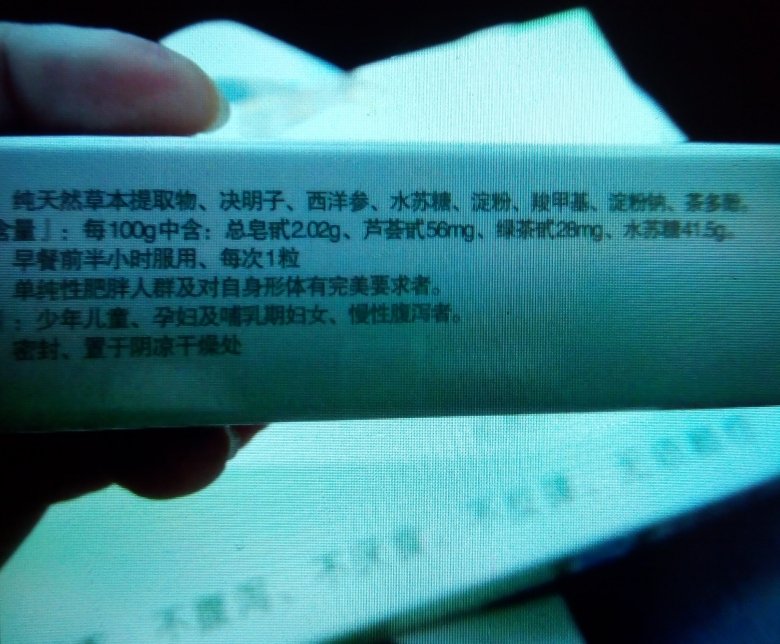 纯天然草本提取物、决明子、西洋参、水苏糖、淀粉、羧甲基、淀粉钠、茶多酚。
含量』：每100g中含：总皂甙2.02g、芦荟甙56mg、绿茶甙28mg、水苏糖41.5g。
早餐前半小时服用、每次1粒
单纯性肥胖人群及对自身形体有完美要求者。
：少年儿童、孕妇及哺乳期妇女、慢性腹泻者。
密封、置于阴凉干燥处
不腹泻、不厌食、不